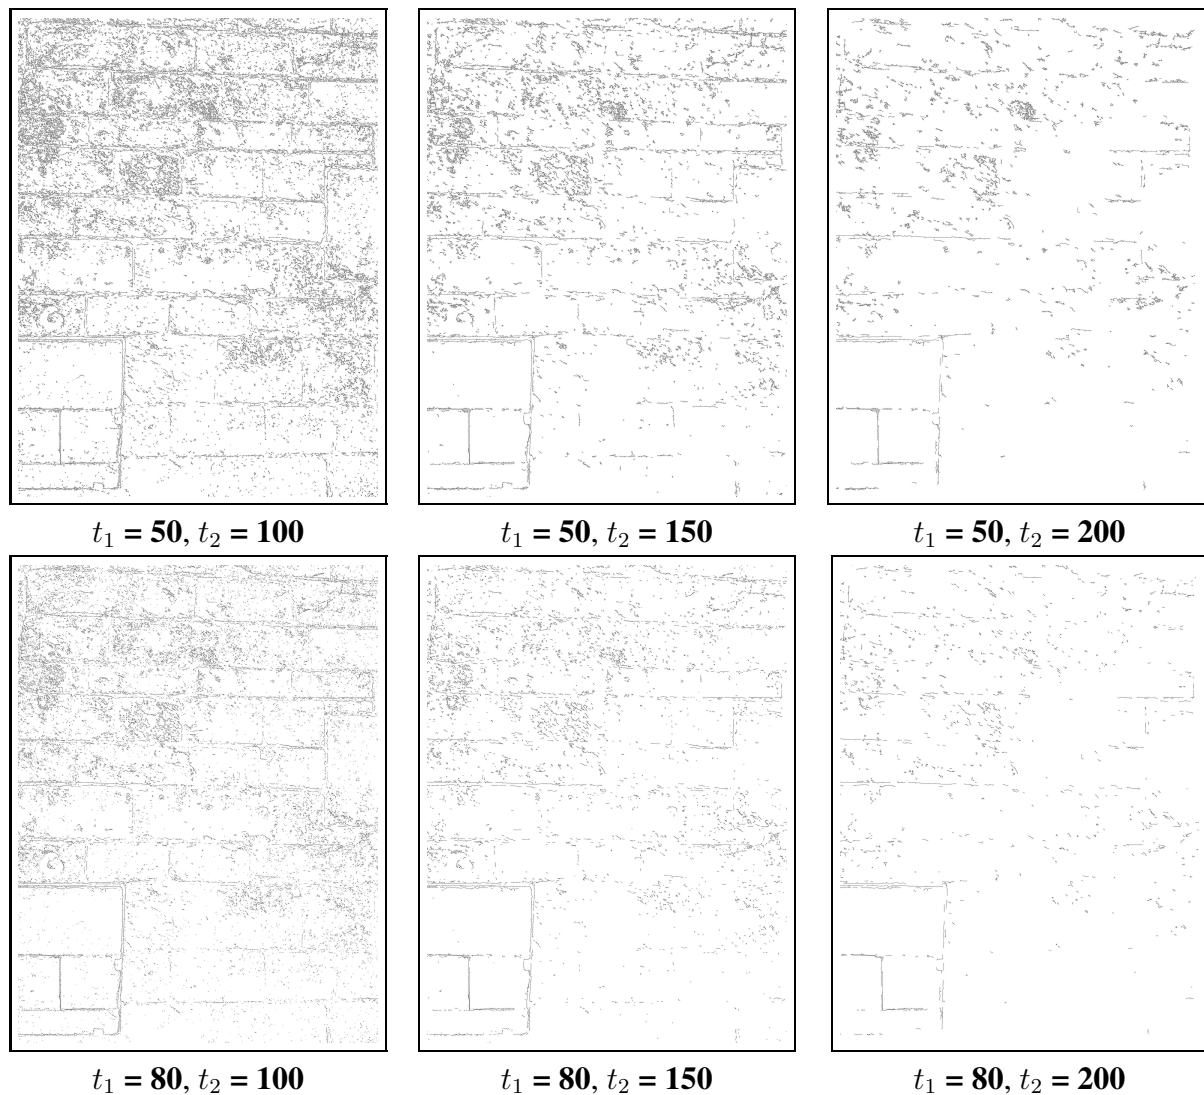 t₁ = 50, t₂ = 100
t₁ = 50, t₂ = 150
t₁ = 50, t₂ = 200
t₁ = 80, t₂ = 100
t₁ = 80, t₂ = 150
t₁ = 80, t₂ = 200